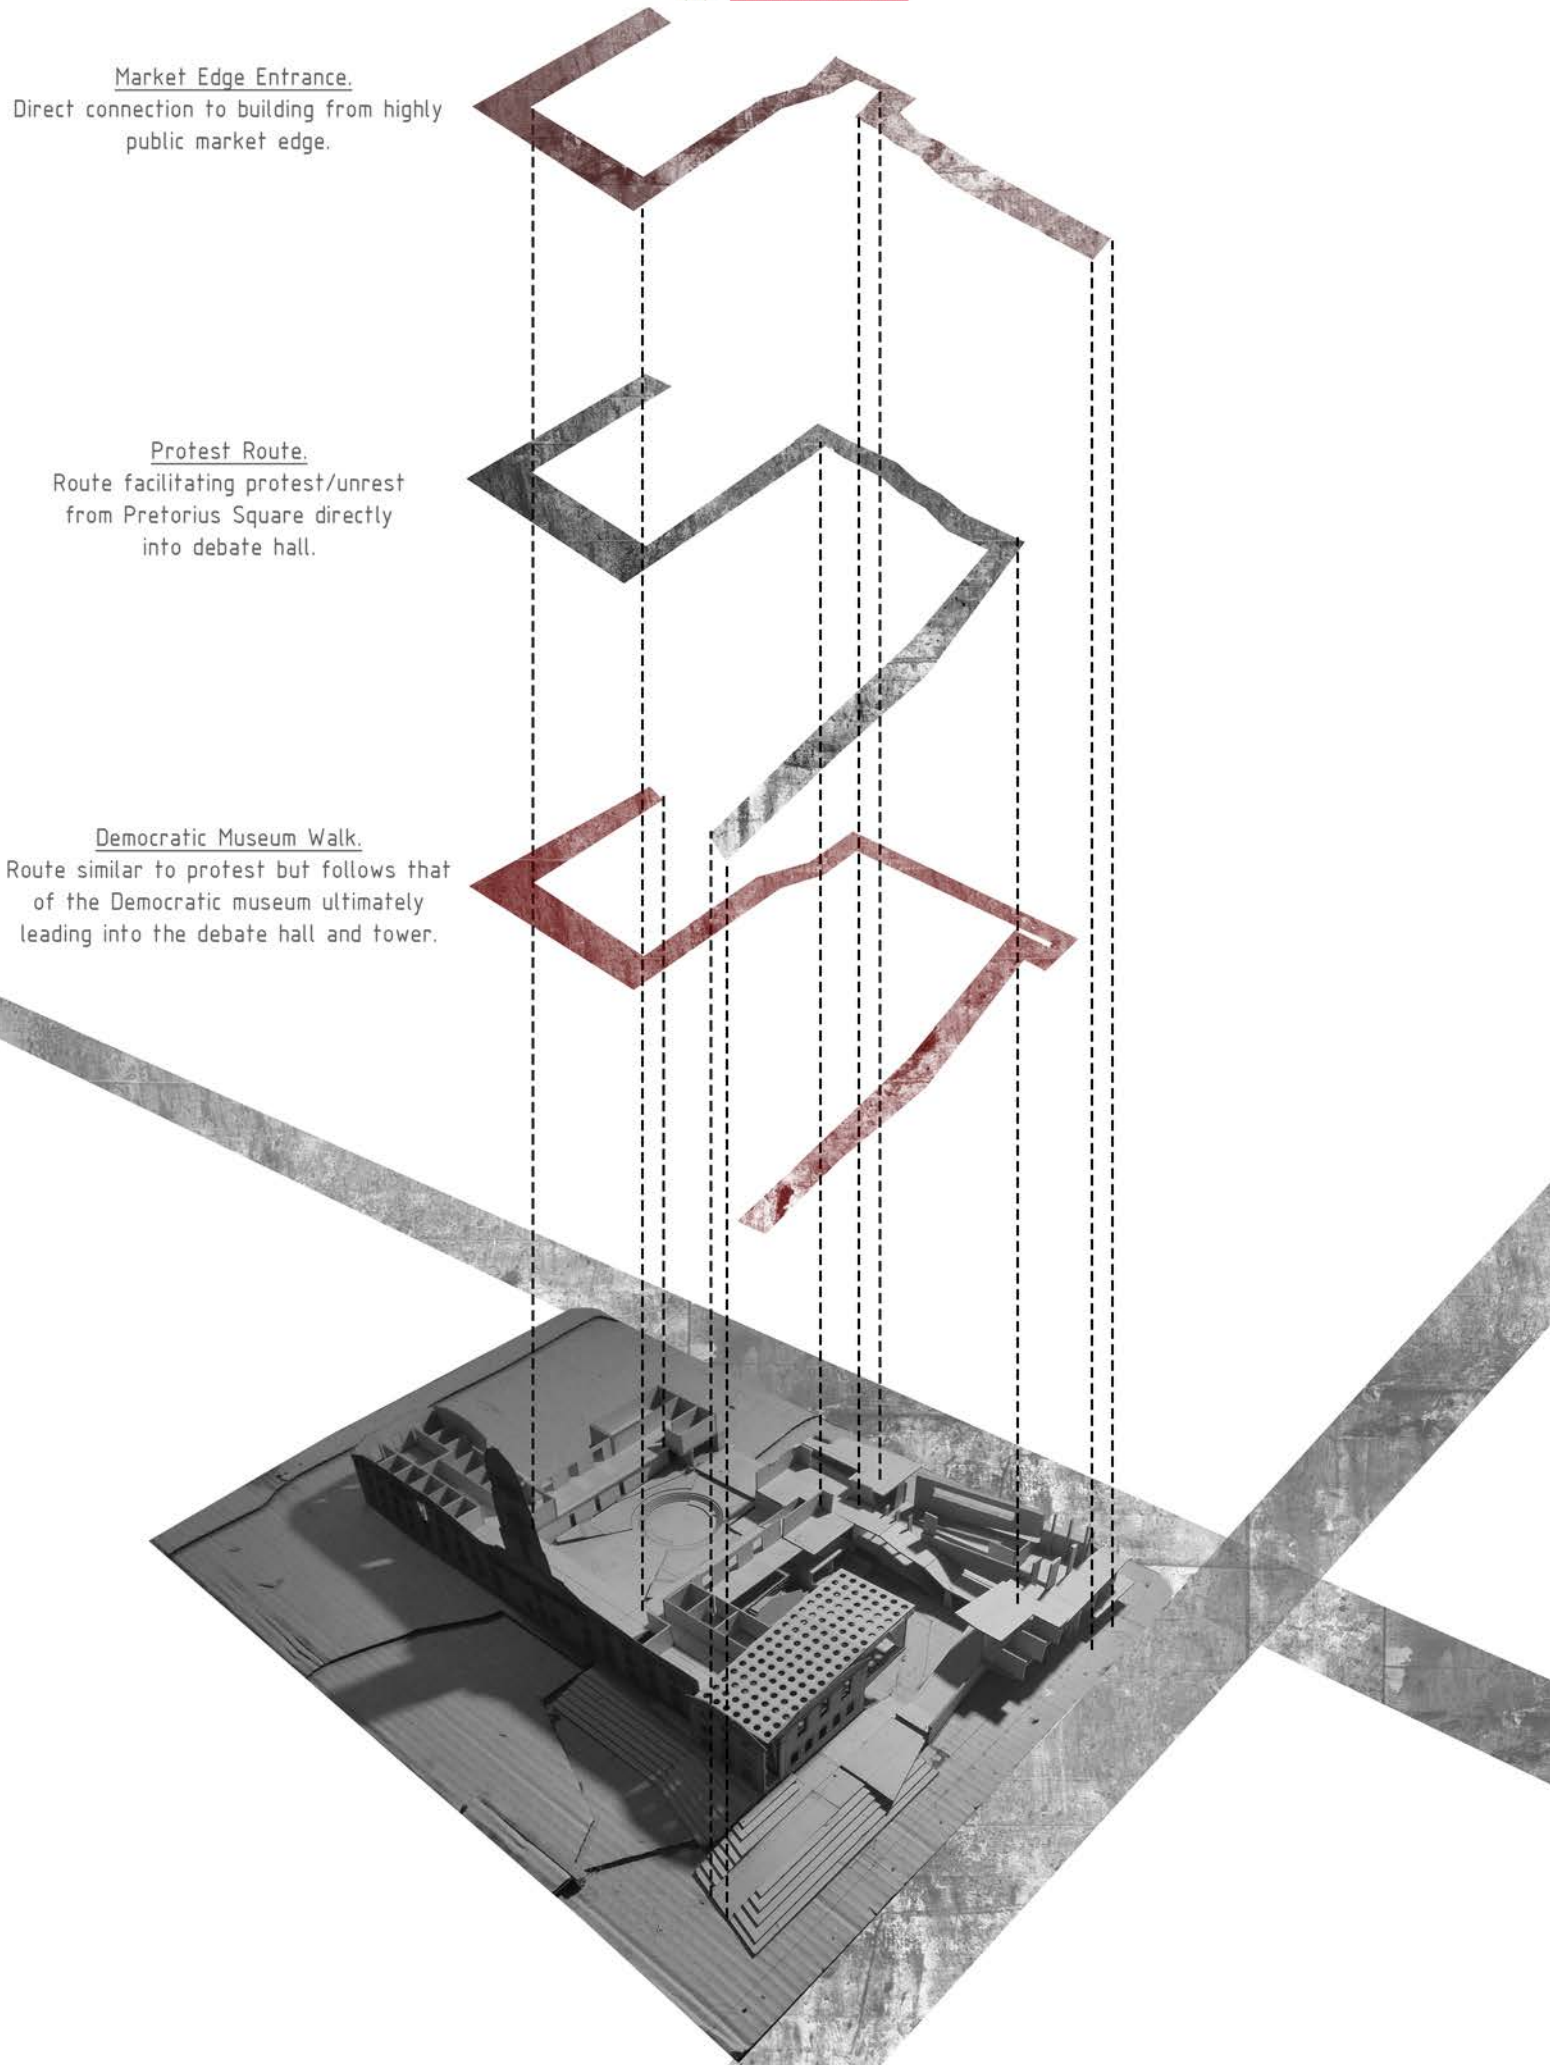 Market Edge Entrance.
Direct connection to building from highly
public market edge.
Protest Route.
Route facilitating protest/unrest
from Pretorius Square directly
into debate hall.
Democratic Museum Walk.
Route similar to protest but follows that
of the Democratic museum ultimately
leading into the debate hall and tower.